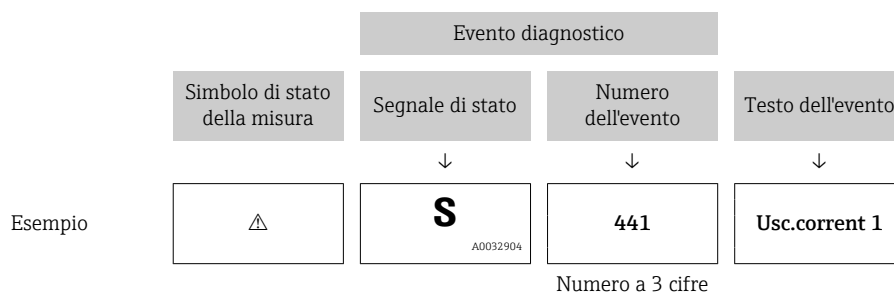 Evento diagnostico
Simbolo di stato
della misura
Segnale di stato
Numero
dell'evento
Testo dell'evento
↓ ↓ ↓
Esempio
⚠
S
A0032904
441
Usc.corrent 1
Numero a 3 cifre